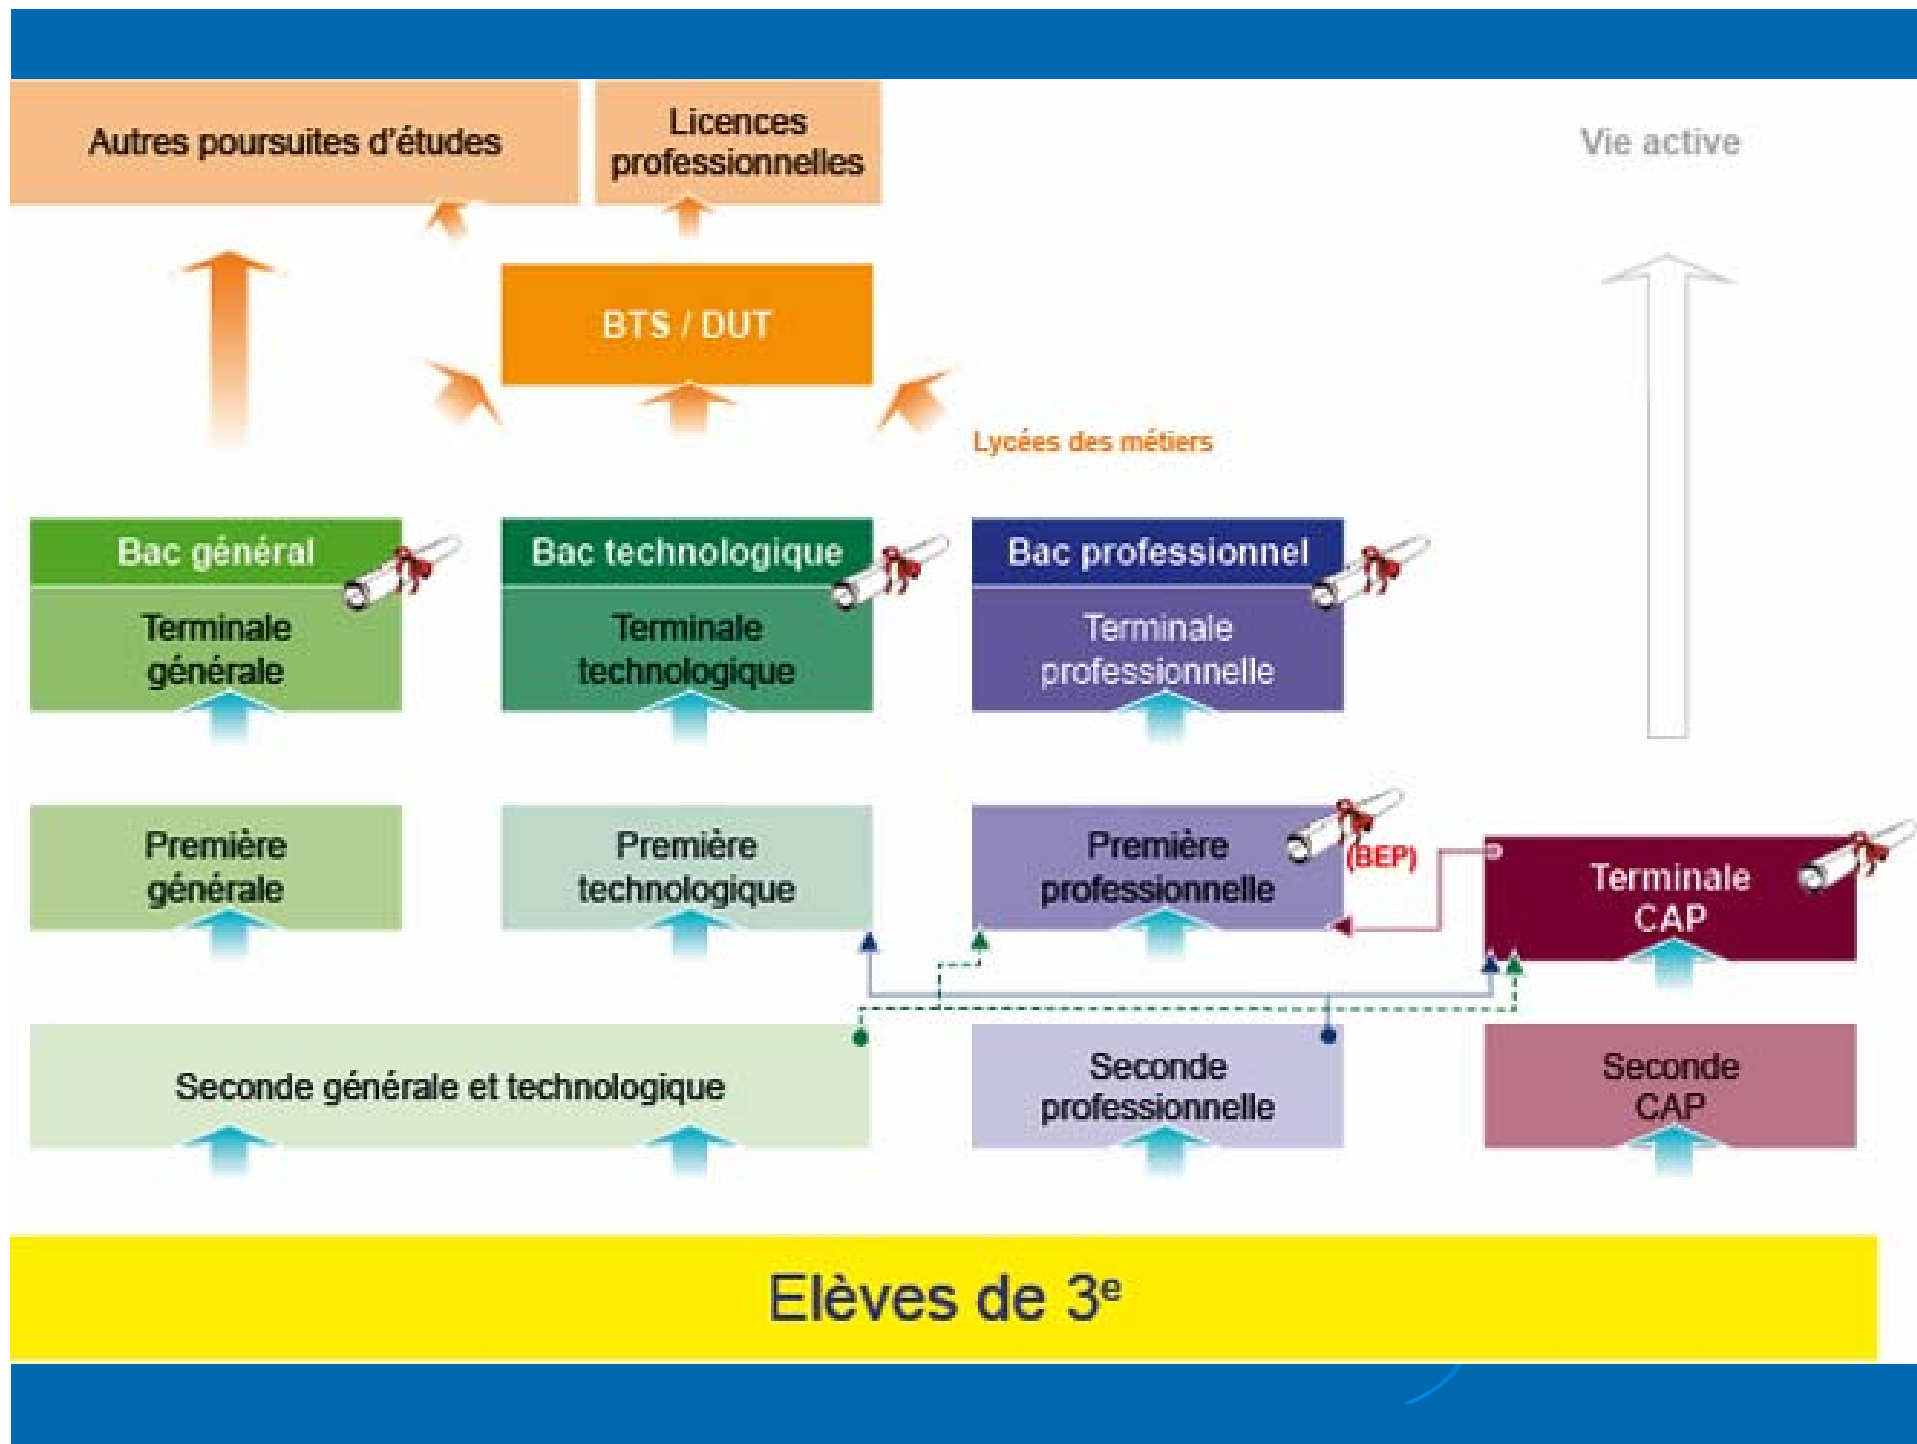 Autres poursuites d'études
Licences
professionnelles
Vie active
BTS / DUT
Lycées des métiers
Bac général
Bac technologique
Bac professionnel
Terminale
générale
Terminale
technologique
Terminale
professionnelle
Première
générale
Première
technologique
Première
professionnelle
(BEP)
Terminale
CAP
Seconde générale et technologique
Seconde
professionnelle
Seconde
CAP
Elèves de 3e